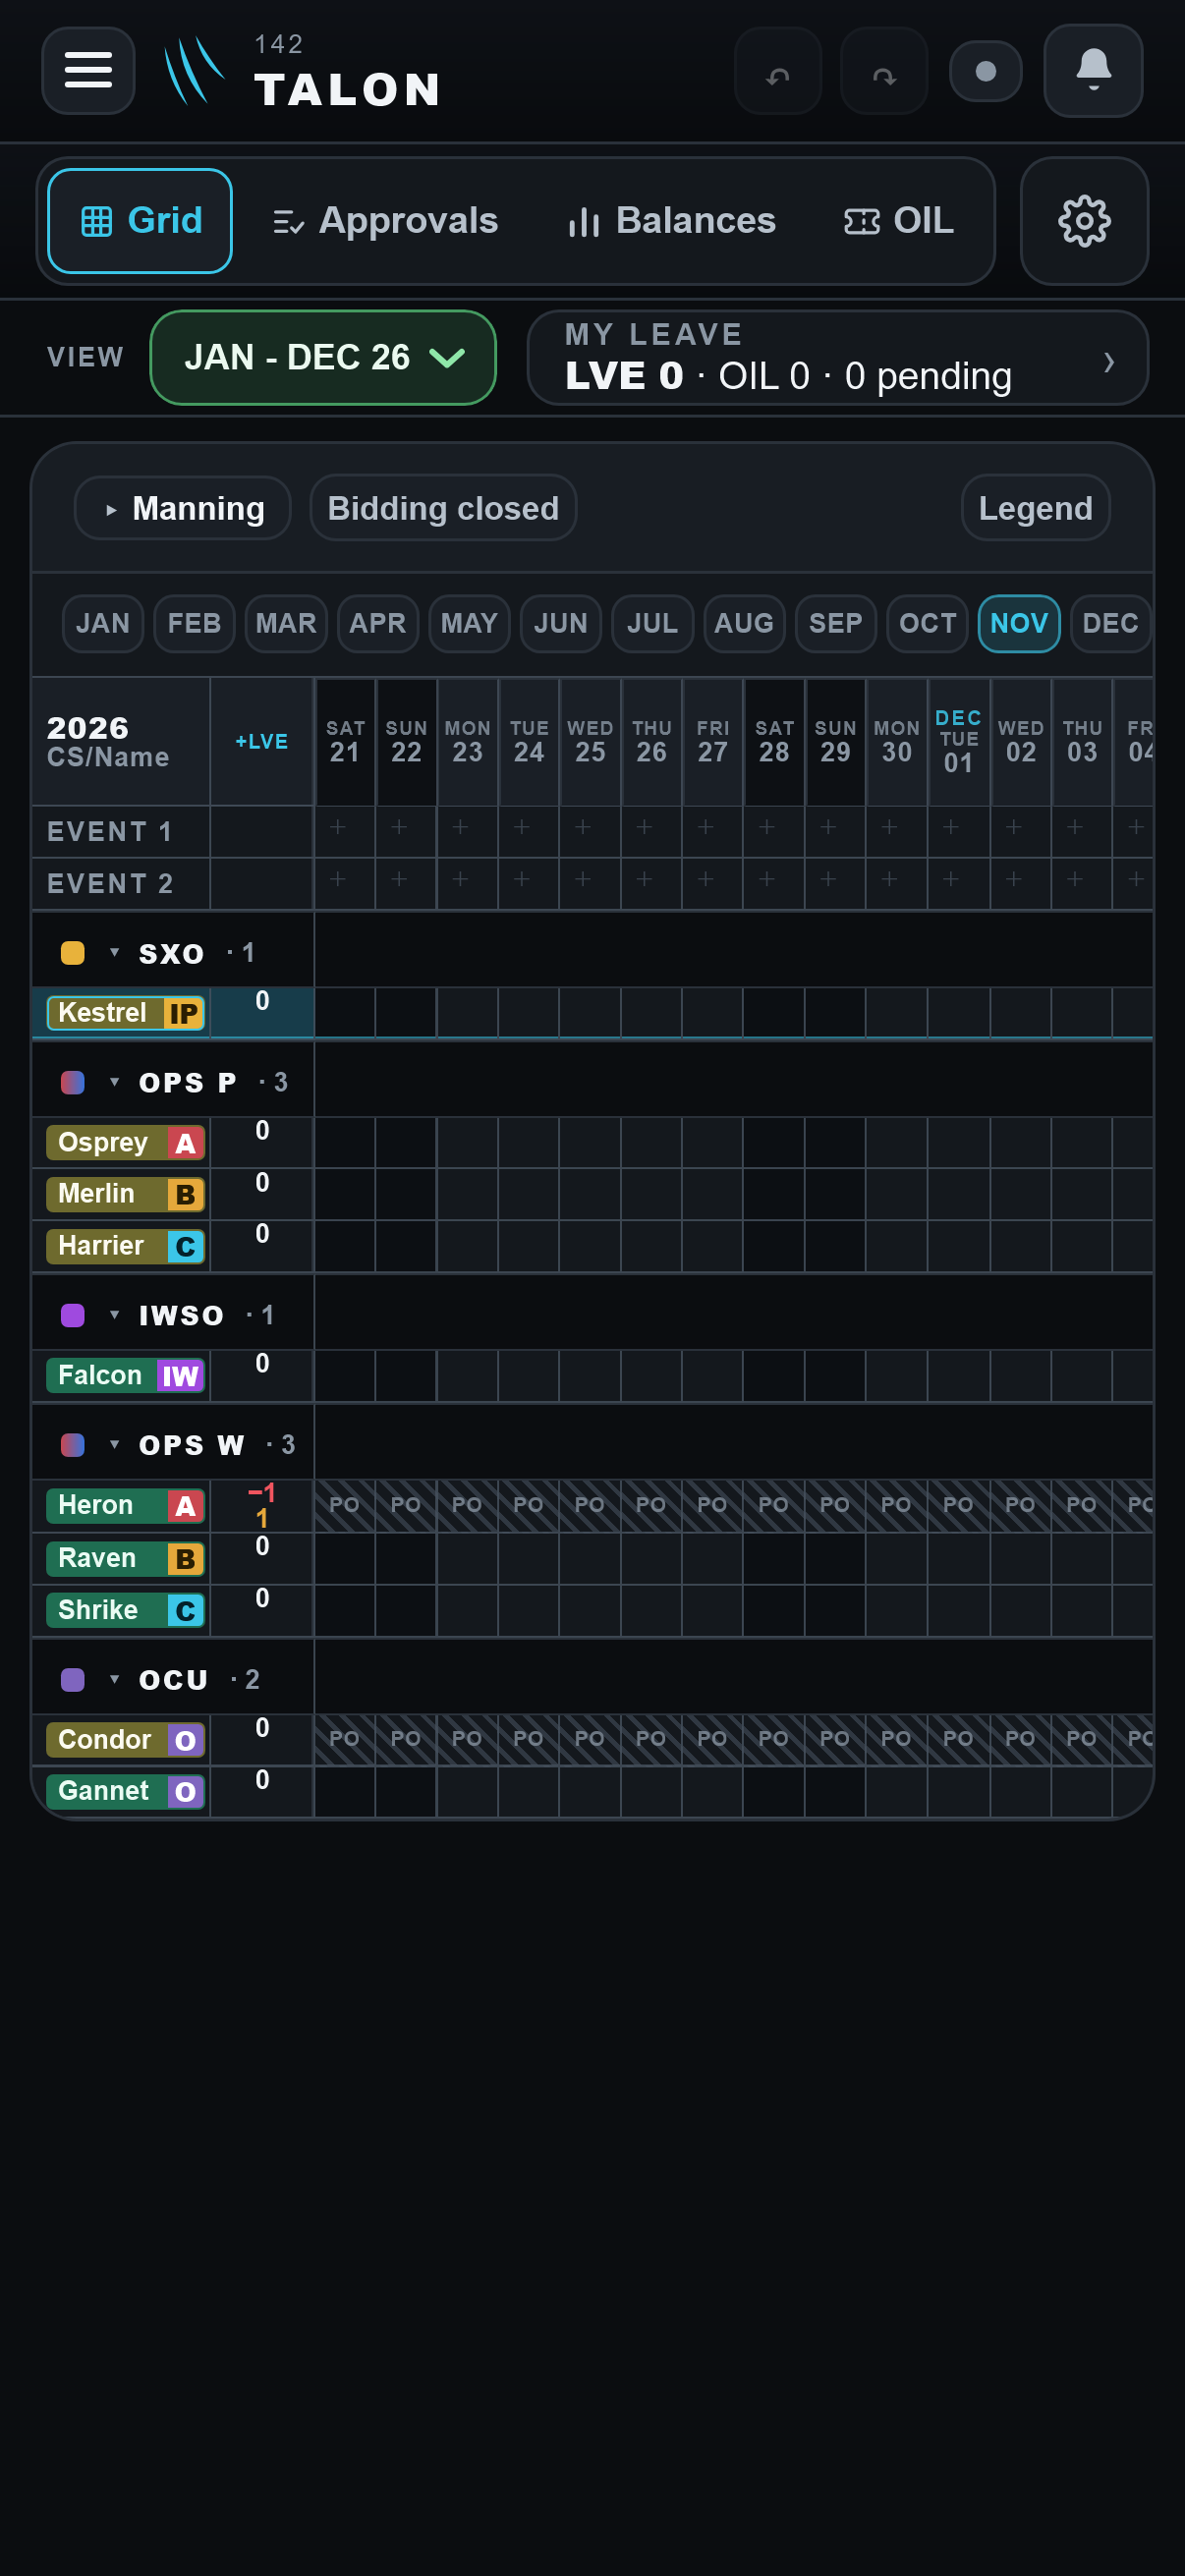 142
TALON
Grid Approvals Balances OIL
VIEW JAN - DEC 26
MY LEAVE
LVE 0 · OIL 0 · 0 pending ›
▸ Manning Bidding closed Legend
JAN FEB MAR APR MAY JUN JUL AUG SEP OCT NOV DEC
2026
CS/Name
+LVE
SAT 21
SUN 22
MON 23
TUE 24
WED 25
THU 26
FRI 27
SAT 28
SUN 29
MON 30
DEC TUE 01
WED 02
THU 03
FR 04
EVENT 1 + + + + + + + + + + + + + +
EVENT 2 + + + + + + + + + + + + + +
▾ SXO · 1
Kestrel IP 0
▾ OPS P · 3
Osprey A 0
Merlin B 0
Harrier C 0
▾ IWSO · 1
Falcon IW 0
▾ OPS W · 3
Heron A −1 1 PO PO PO PO PO PO PO PO PO PO PO PO PO PO
Raven B 0
Shrike C 0
▾ OCU · 2
Condor O 0 PO PO PO PO PO PO PO PO PO PO PO PO PO PO
Gannet O 0